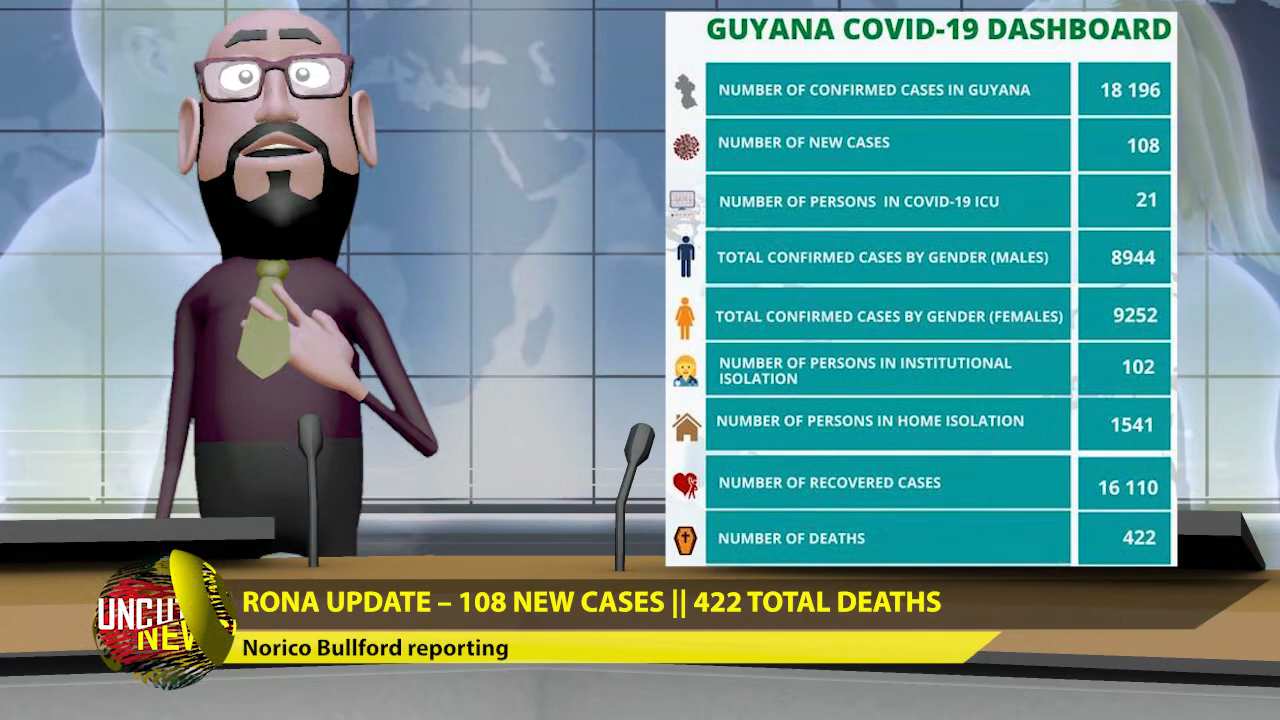 GUYANA COVID-19 DASHBOARD
NUMBER OF CONFIRMED CASES IN GUYANA 18 196
NUMBER OF NEW CASES 108
NUMBER OF PERSONS IN COVID-19 ICU 21
TOTAL CONFIRMED CASES BY GENDER (MALES) 8944
TOTAL CONFIRMED CASES BY GENDER (FEMALES) 9252
NUMBER OF PERSONS IN INSTITUTIONAL
ISOLATION 102
NUMBER OF PERSONS IN HOME ISOLATION 1541
NUMBER OF RECOVERED CASES 16 110
NUMBER OF DEATHS 422
RONA UPDATE – 108 NEW CASES || 422 TOTAL DEATHS
Norico Bullford reporting